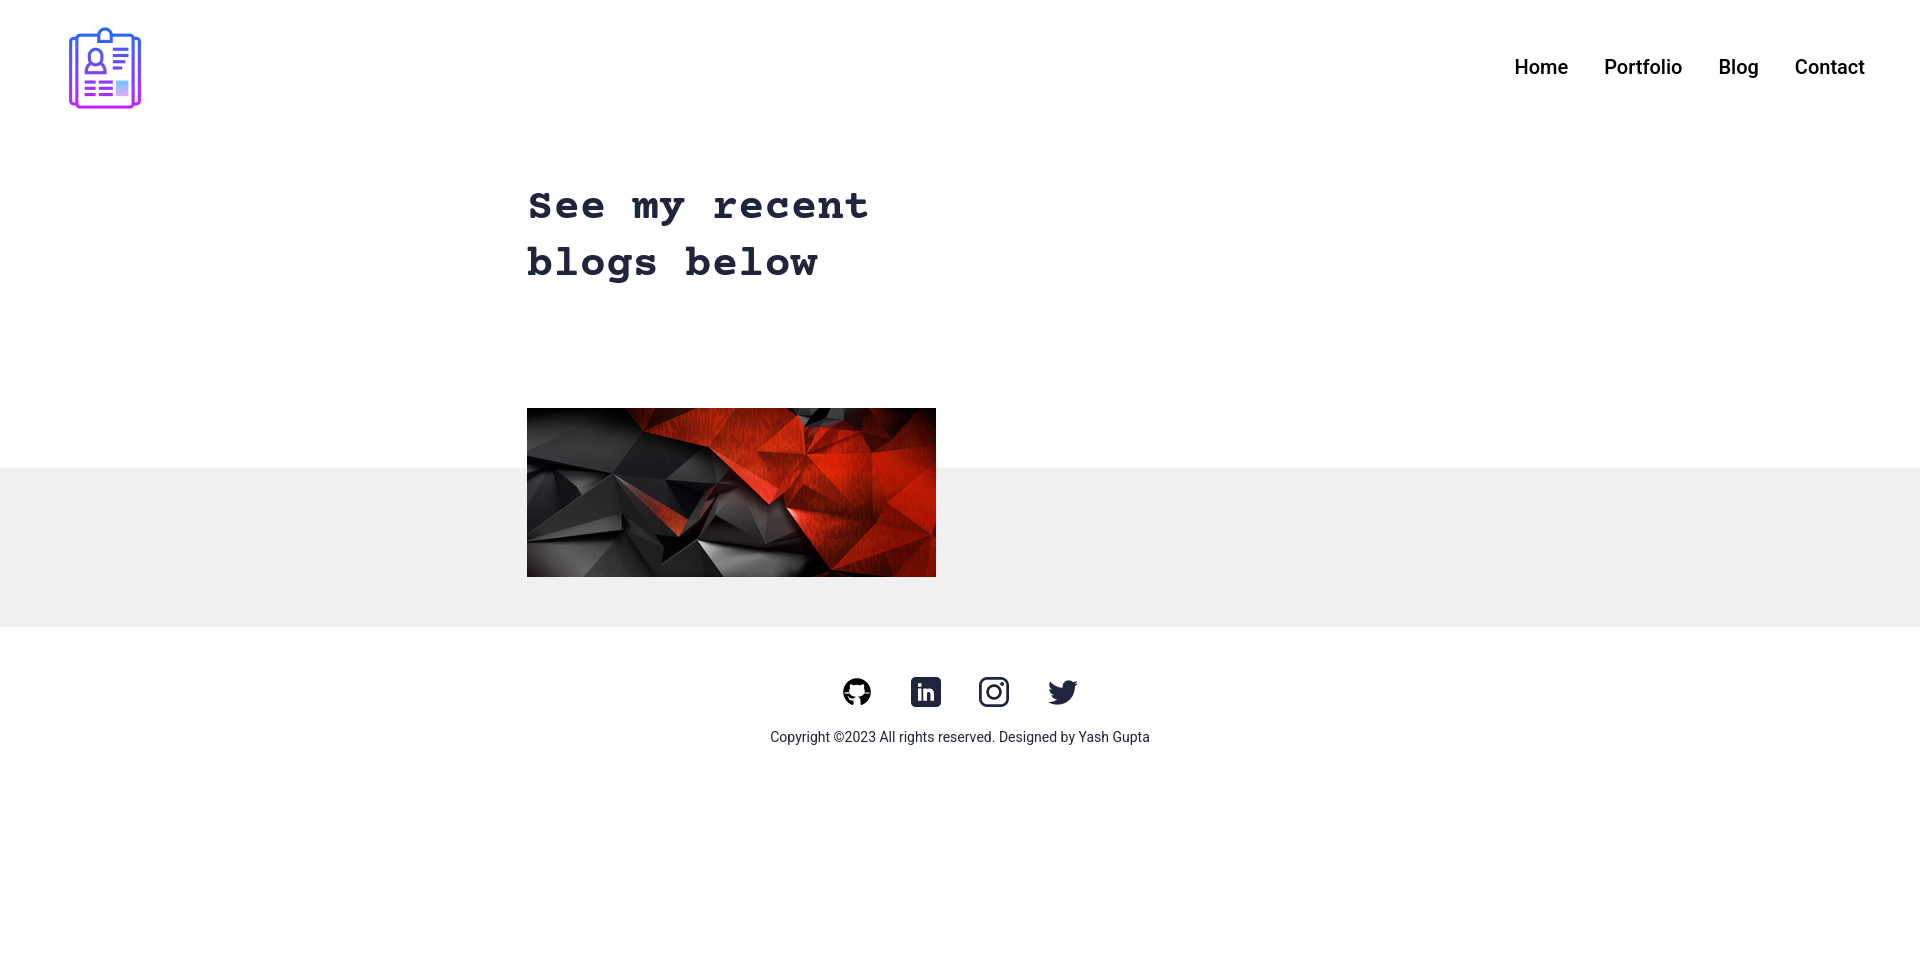 Home Portfolio Blog Contact
See my recent
blogs below
Copyright ©2023 All rights reserved. Designed by Yash Gupta